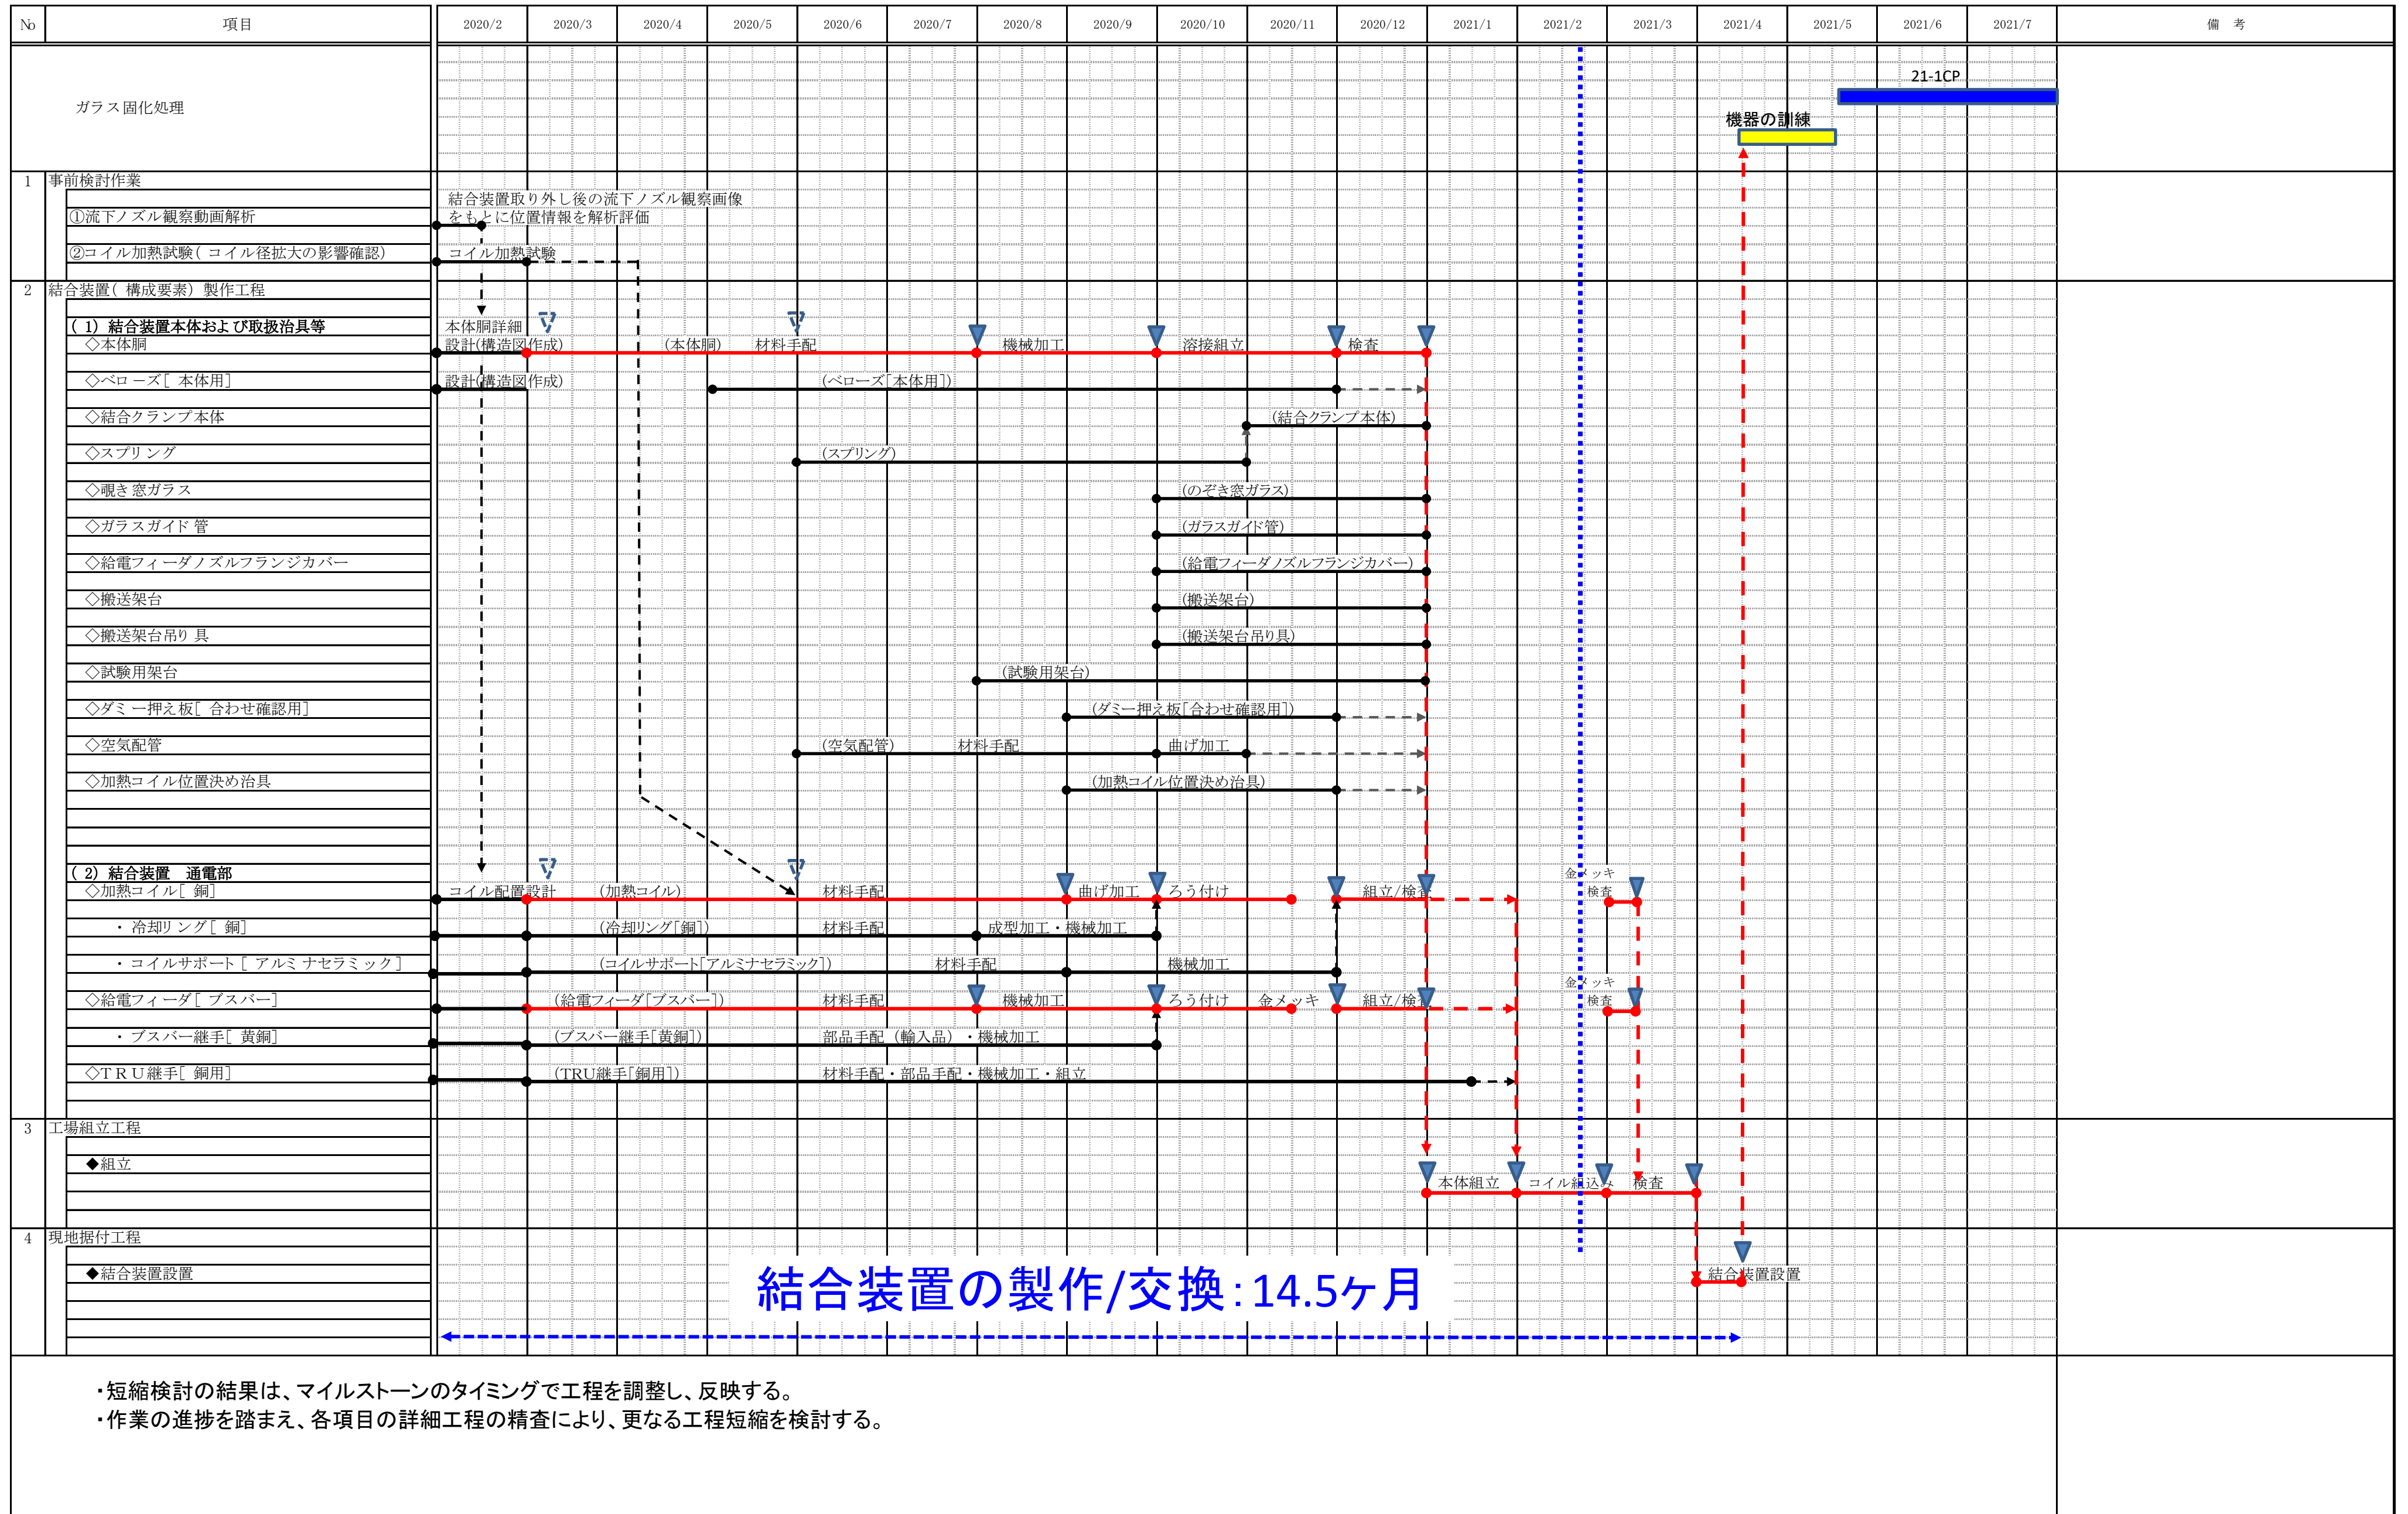 No 項目 2020/2 2020/3 2020/4 2020/5 2020/6 2020/7 2020/8 2020/9 2020/10 2020/11 2020/12 2021/1 2021/2 2021/3 2021/4 2021/5 2021/6 2021/7 備 考
21-1CP
ガラス固化処理
機器の訓練
1 事前検討作業
結合装置取り外し後の流下ノズル観察画像
①流下ノズル観察動画解析 をもとに位置情報を解析評価
②コイル加熱試験(コイル径拡大の影響確認) コイル加熱試験
2 結合装置(構成要素)製作工程
(1)結合装置本体および取扱治具等 本体胴詳細
◇本体胴 設計(構造図作成) (本体胴) 材料手配 機械加工 溶接組立 検査
◇ベローズ[本体用] 設計(構造図作成) (ベローズ[本体用])
◇結合クランプ本体 (結合クランプ本体)
◇スプリング (スプリング)
◇覗き窓ガラス (のぞき窓ガラス)
◇ガラスガイド管 (ガラスガイド管)
◇給電フィーダノズルフランジカバー (給電フィーダノズルフランジカバー)
◇搬送架台 (搬送架台)
◇搬送架台吊り具 (搬送架台吊り具)
◇試験用架台 (試験用架台)
◇ダミー押え板[合わせ確認用] (ダミー押え板[合わせ確認用])
◇空気配管 (空気配管) 材料手配 曲げ加工
◇加熱コイル位置決め治具 (加熱コイル位置決め治具)
(2)結合装置 通電部 金メッキ
◇加熱コイル[銅] コイル配置設計 (加熱コイル) 材料手配 曲げ加工 ろう付け 組立/検査 検査
・冷却リング[銅] (冷却リング[銅]) 材料手配 成型加工・機械加工
・コイルサポート[アルミナセラミック] (コイルサポート[アルミナセラミック]) 材料手配 機械加工
金メッキ
◇給電フィーダ[ブスバー] (給電フィーダ[ブスバー]) 材料手配 機械加工 ろう付け 金メッキ 組立/検査 検査
・ブスバー継手[黄銅] (ブスバー継手[黄銅]) 部品手配(輸入品)・機械加工
◇TRU継手[銅用] (TRU継手[銅用]) 材料手配・部品手配・機械加工・組立
3 工場組立工程
◆組立
本体組立 コイル組込み 検査
4 現地据付工程
◆結合装置設置 結合装置設置
結合装置の製作/交換:14.5ヶ月
・短縮検討の結果は、マイルストーンのタイミングで工程を調整し、反映する。
・作業の進捗を踏まえ、各項目の詳細工程の精査により、更なる工程短縮を検討する。